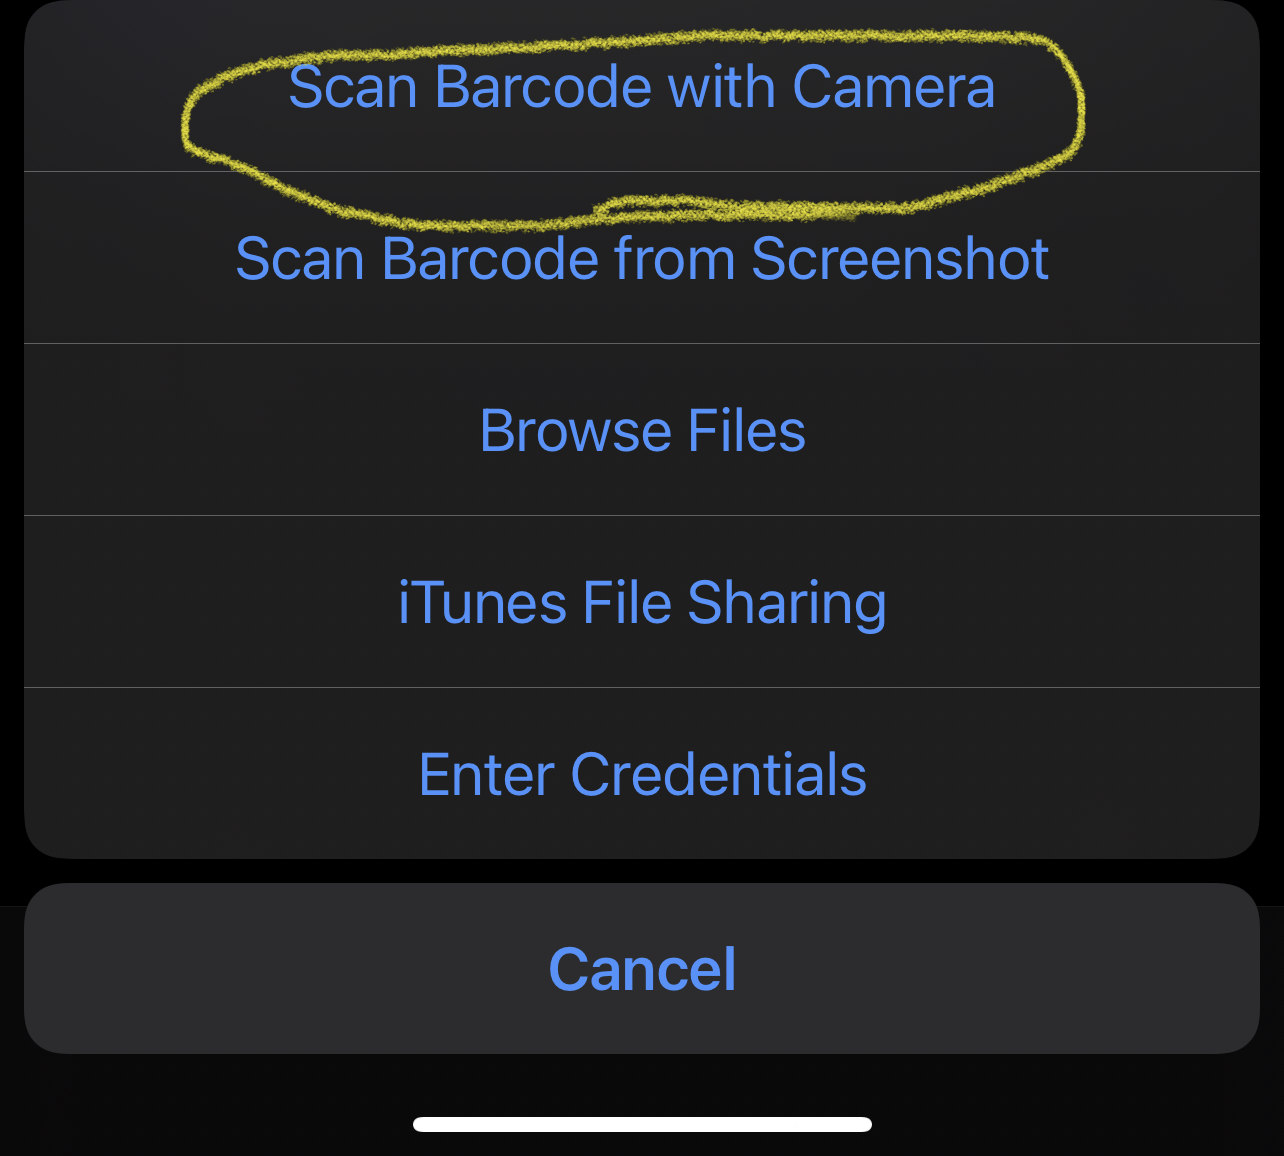 Scan Barcode with Camera
Scan Barcode from Screenshot
Browse Files
iTunes File Sharing
Enter Credentials
Cancel